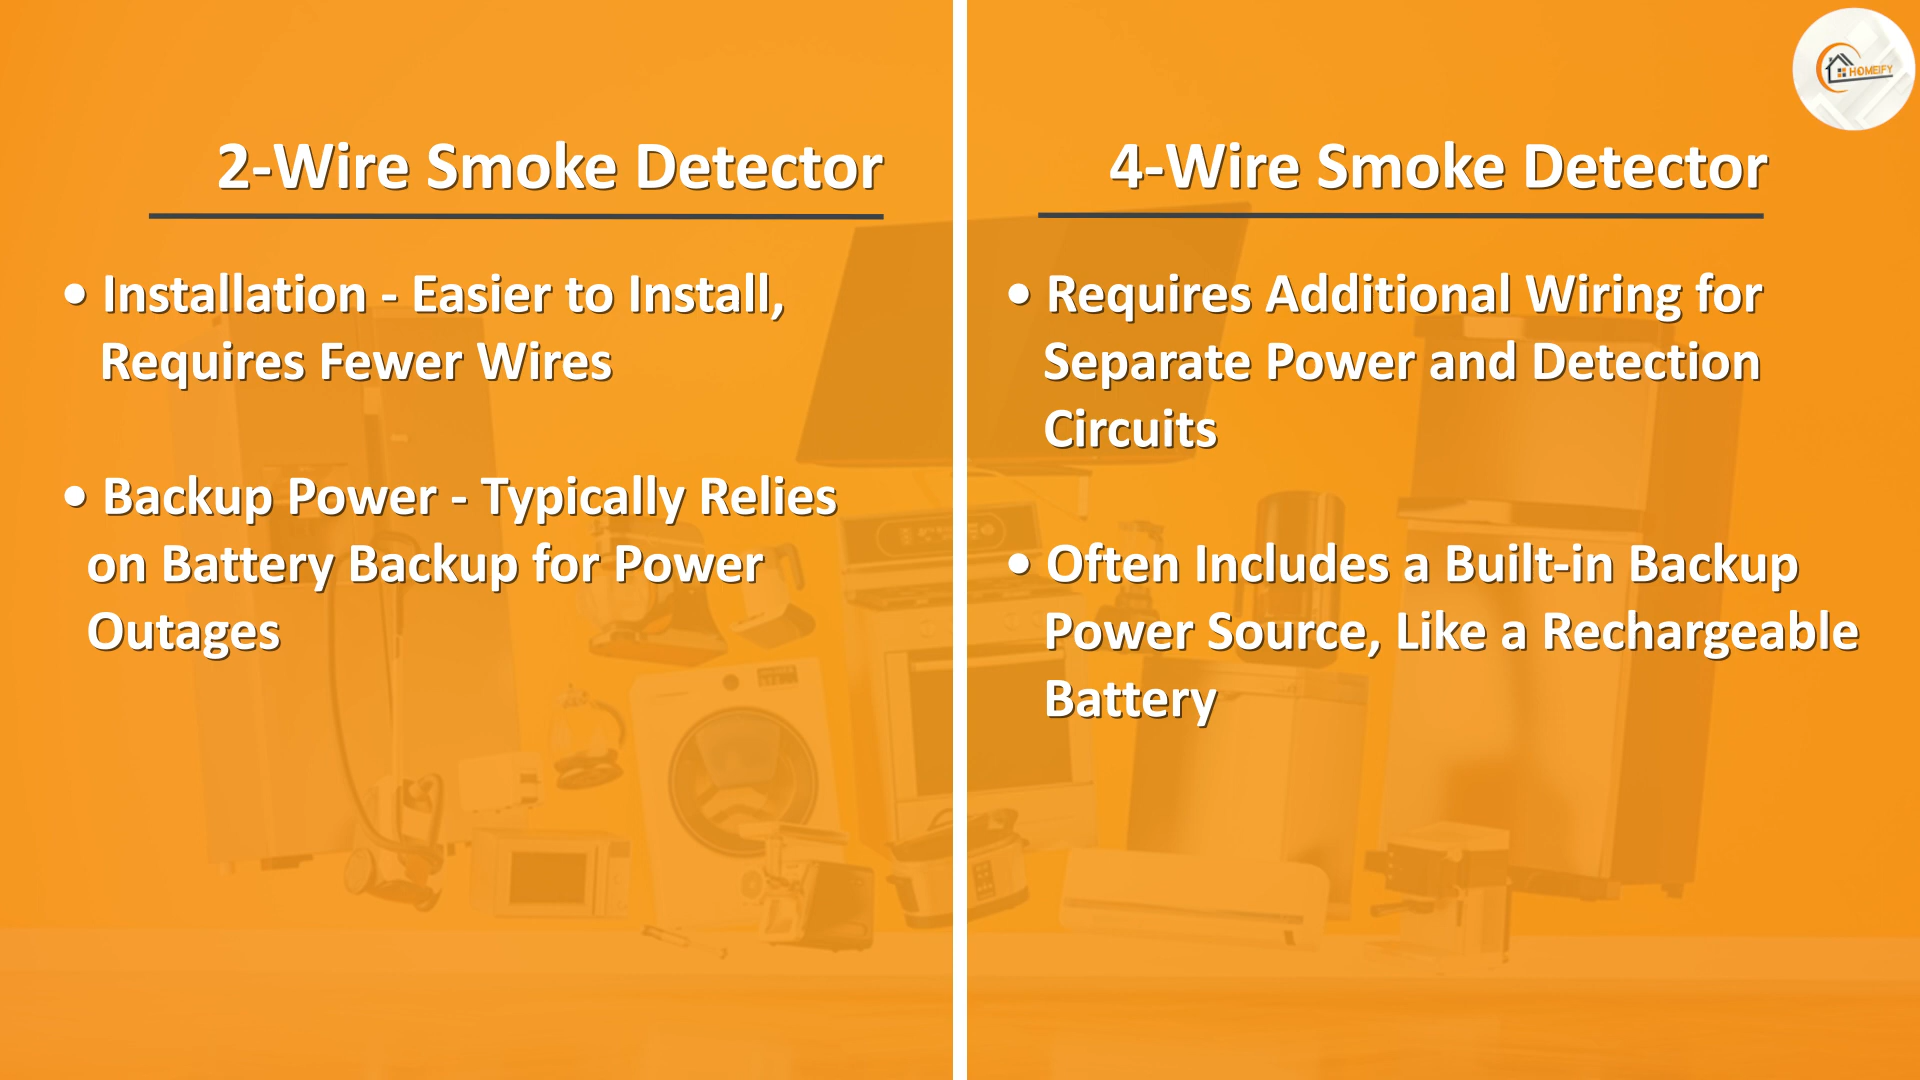 HOMEIFY
2-Wire Smoke Detector
• Installation - Easier to Install,
Requires Fewer Wires
• Backup Power - Typically Relies
on Battery Backup for Power
Outages
4-Wire Smoke Detector
• Requires Additional Wiring for
Separate Power and Detection
Circuits
• Often Includes a Built-in Backup
Power Source, Like a Rechargeable
Battery